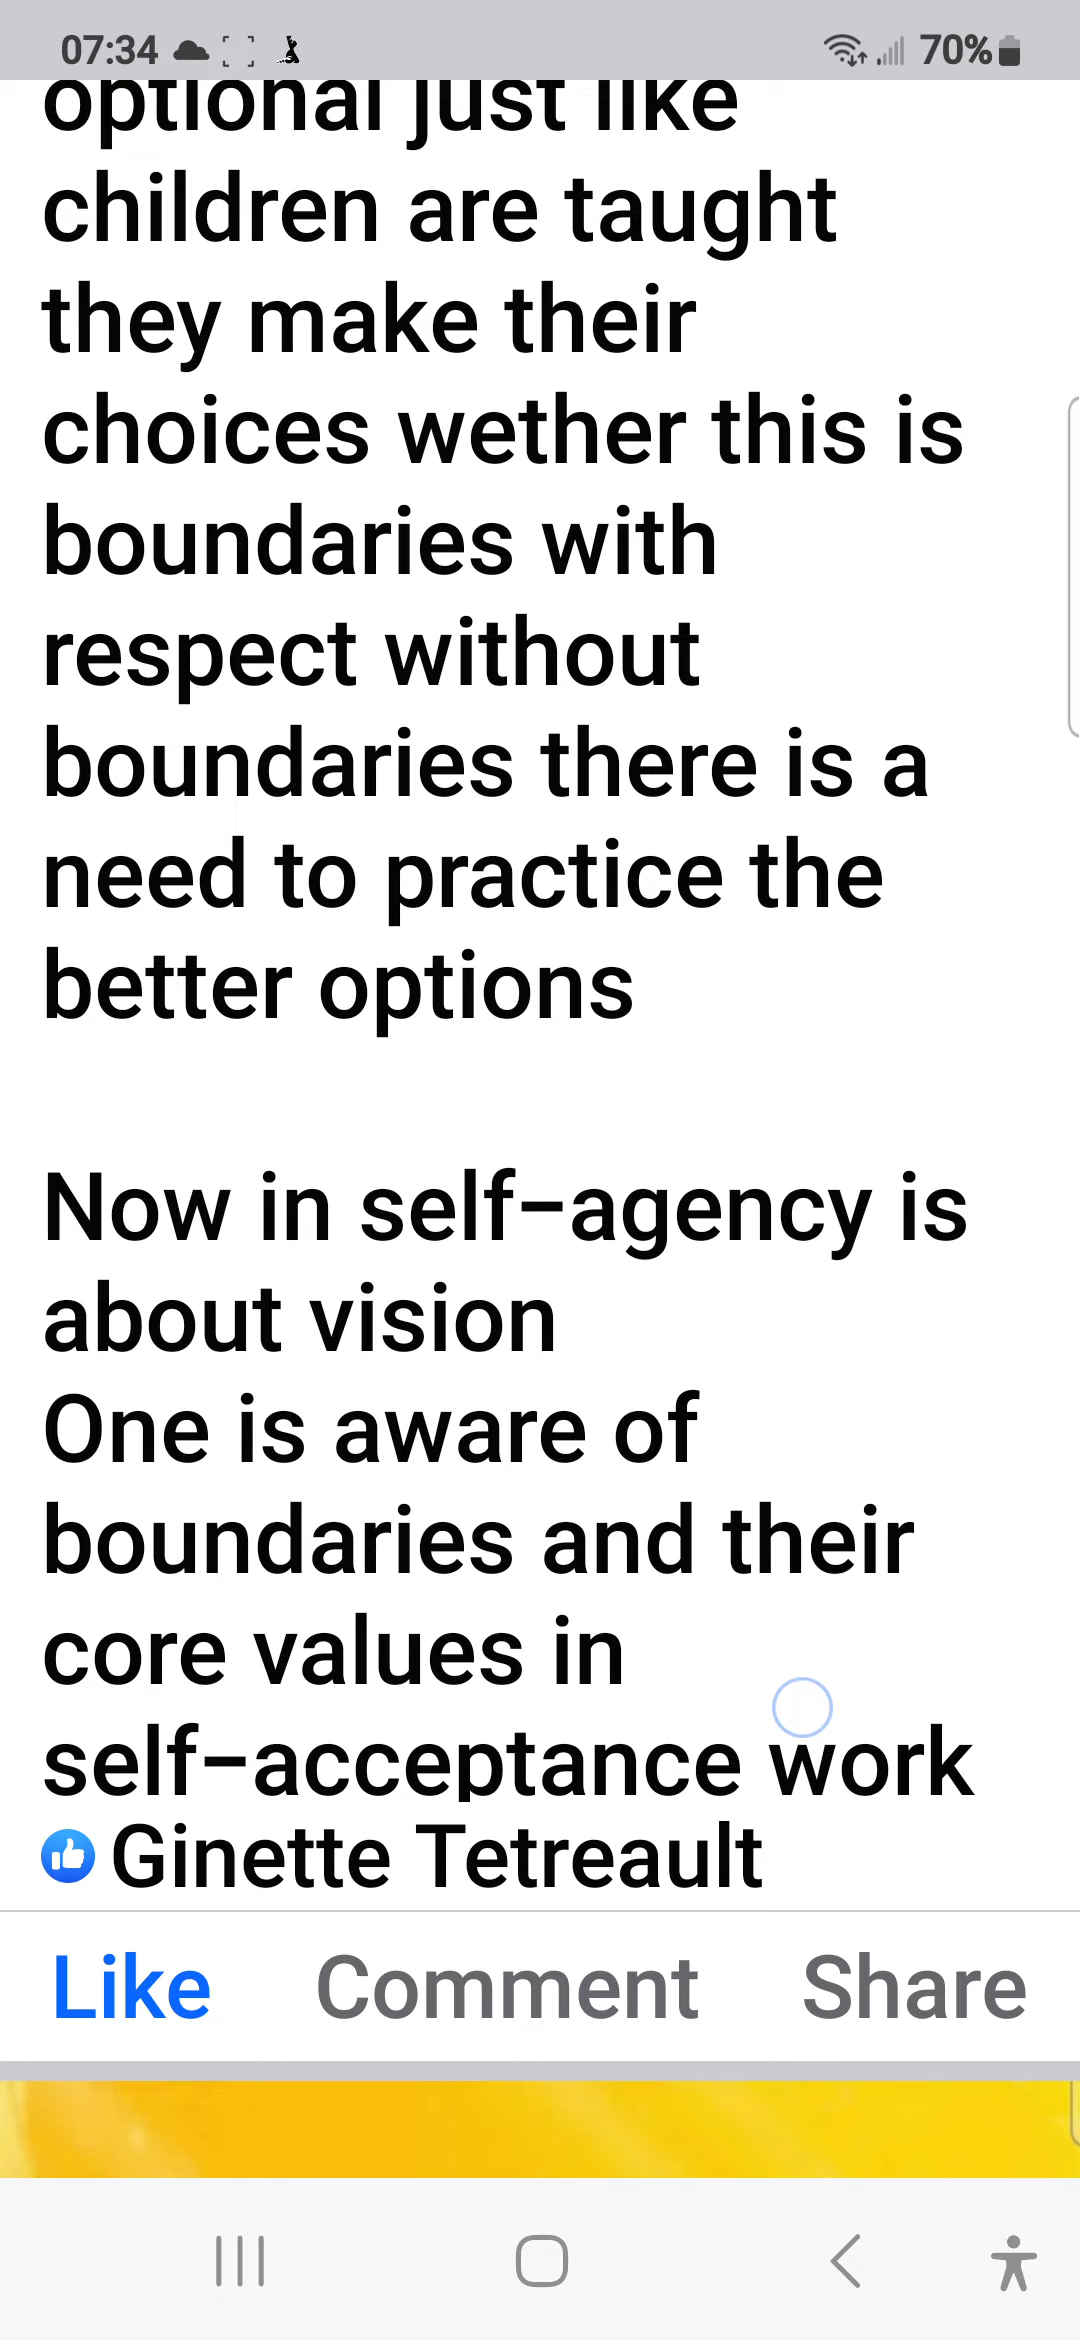 07:34 70%
optional just like
children are taught
they make their
choices wether this is
boundaries with
respect without
boundaries there is a
need to practice the
better options
Now in self-agency is
about vision
One is aware of
boundaries and their
core values in
self-acceptance work
Ginette Tetreault
Like Comment Share